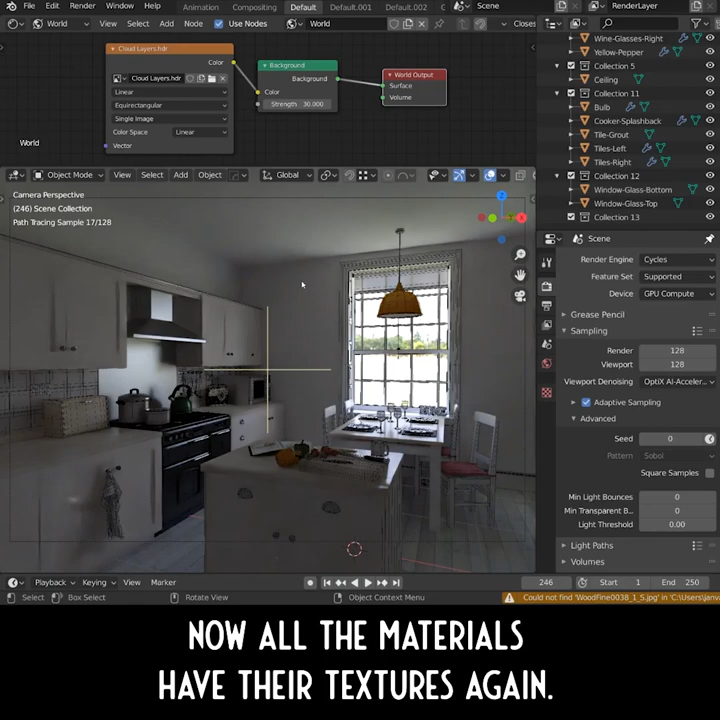 File Edit Render Window Help Animation Compositing Default Default.001 Default.002 Scene RenderLayer
World View Select Add Node Use Nodes World Closes
Cloud Layers.hdr
Color
Cloud Layers.hdr
Linear
Equirectangular
Single Image
Color Space Linear
Vector
Background
Background
Color
Strength 30.000
World Output
Surface
Volume
World
Wine-Glasses-Right
Yellow-Pepper
Collection 5
Ceiling
Collection 11
Bulb
Cooker-Splashback
Tile-Grout
Tiles-Left
Tiles-Right
Collection 12
Window-Glass-Bottom
Window-Glass-Top
Collection 13
Object Mode View Select Add Object Global
Camera Perspective
(246) Scene Collection
Path Tracing Sample 17/128
Z
Scene
Render Engine Cycles
Feature Set Supported
Device GPU Compute
Grease Pencil
Sampling
Render 128
Viewport 128
Viewport Denoising OptiX AI-Acceler...
Adaptive Sampling
Advanced
Seed 0
Pattern Sobol
Square Samples
Min Light Bounces 0
Min Transparent B... 0
Light Threshold 0.00
Light Paths
Volumes
Playback Keying View Marker 246 Start 1 End 250
Select Box Select Rotate View Object Context Menu Could not find 'WoodFine0038_1_S.jpg' in 'C:\Users\janva
NOW ALL THE MATERIALS
HAVE THEIR TEXTURES AGAIN.